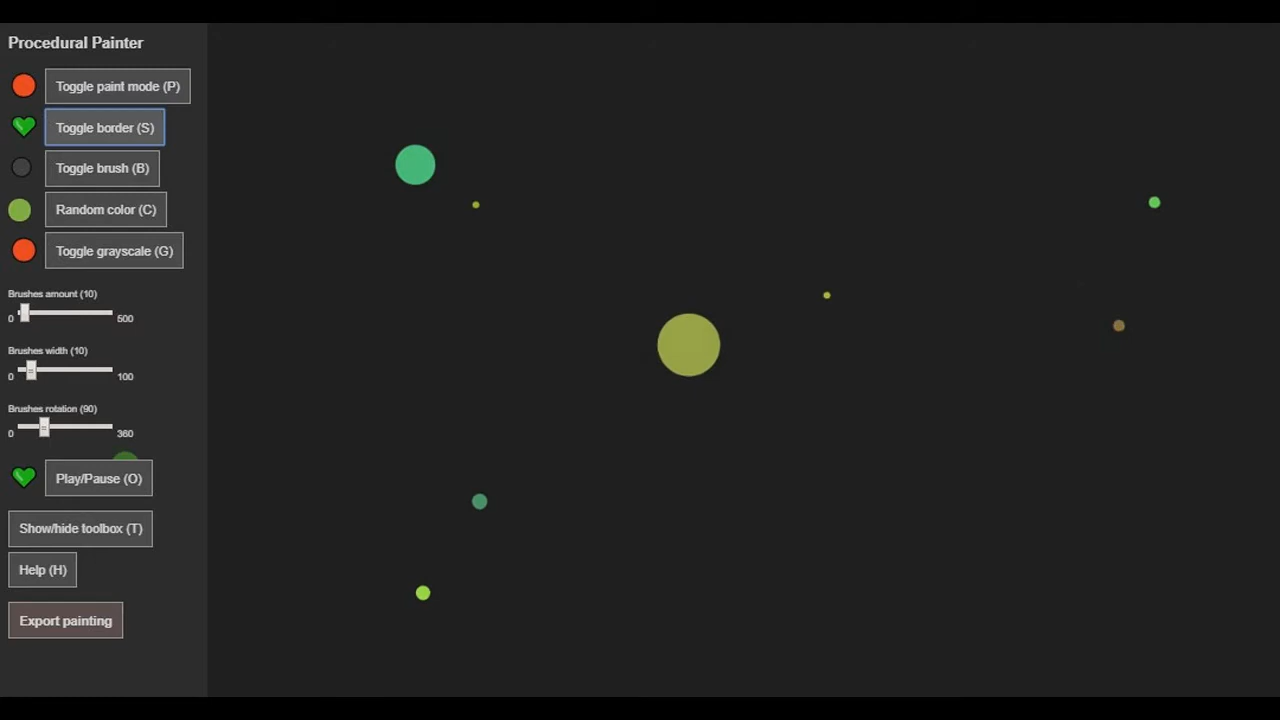 Procedural Painter
Toggle paint mode (P)
Toggle border (S)
Toggle brush (B)
Random color (C)
Toggle grayscale (G)
Brushes amount (10)
0 500
Brushes width (10)
0 100
Brushes rotation (90)
0 360
Play/Pause (O)
Show/hide toolbox (T)
Help (H)
Export painting